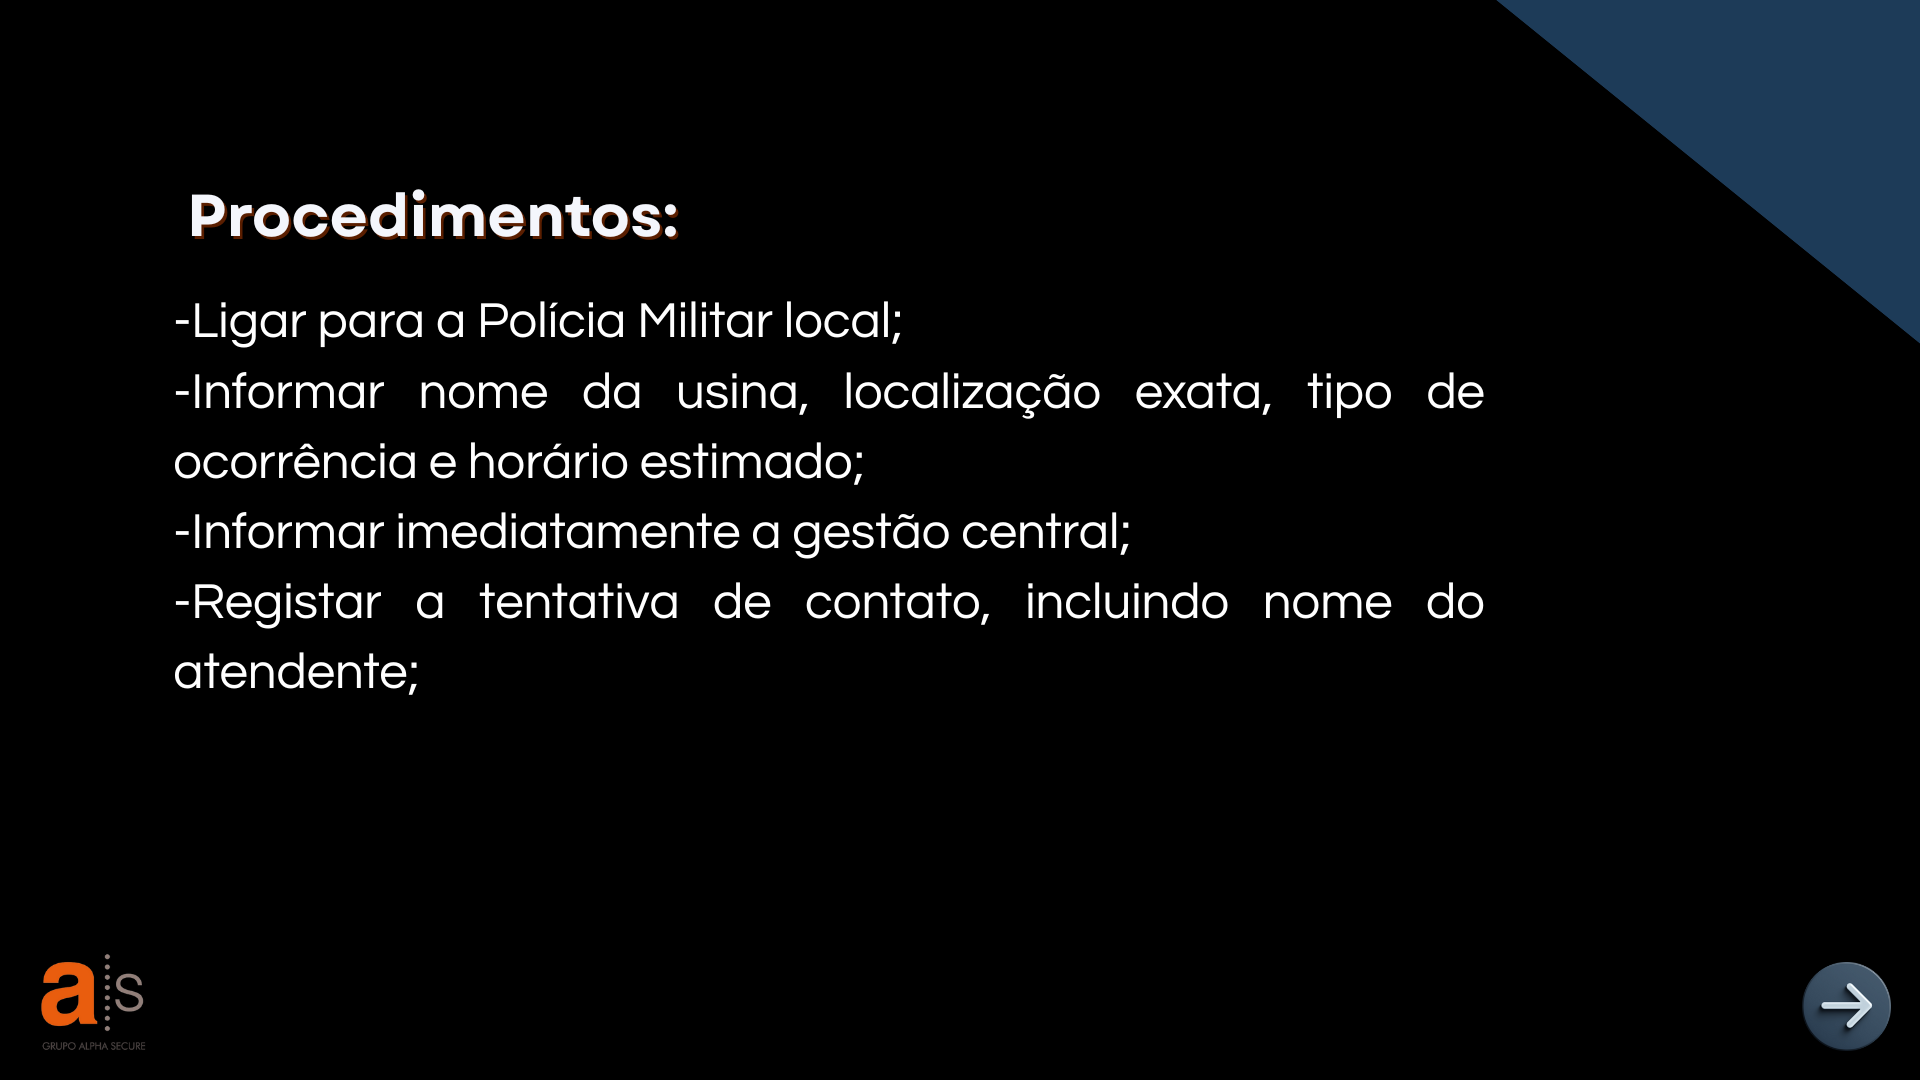 Procedimentos:
-Ligar para a Polícia Militar local;
-Informar nome da usina, localização exata, tipo de
ocorrência e horário estimado;
-Informar imediatamente a gestão central;
-Registar a tentativa de contato, incluindo nome do
atendente;
a s
GRUPO ALPHA SECURE